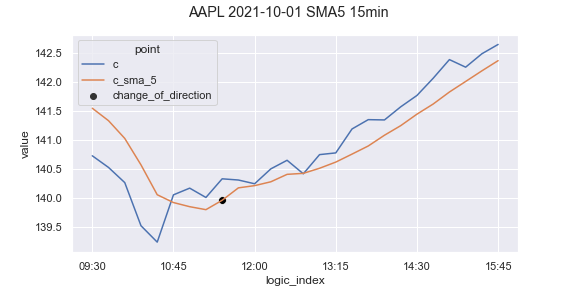 AAPL 2021-10-01 SMA5 15min
point
c
c_sma_5
change_of_direction
142.5
142.0
141.5
141.0
140.5
140.0
139.5
value
09:30 10:45 12:00 13:15 14:30 15:45
logic_index